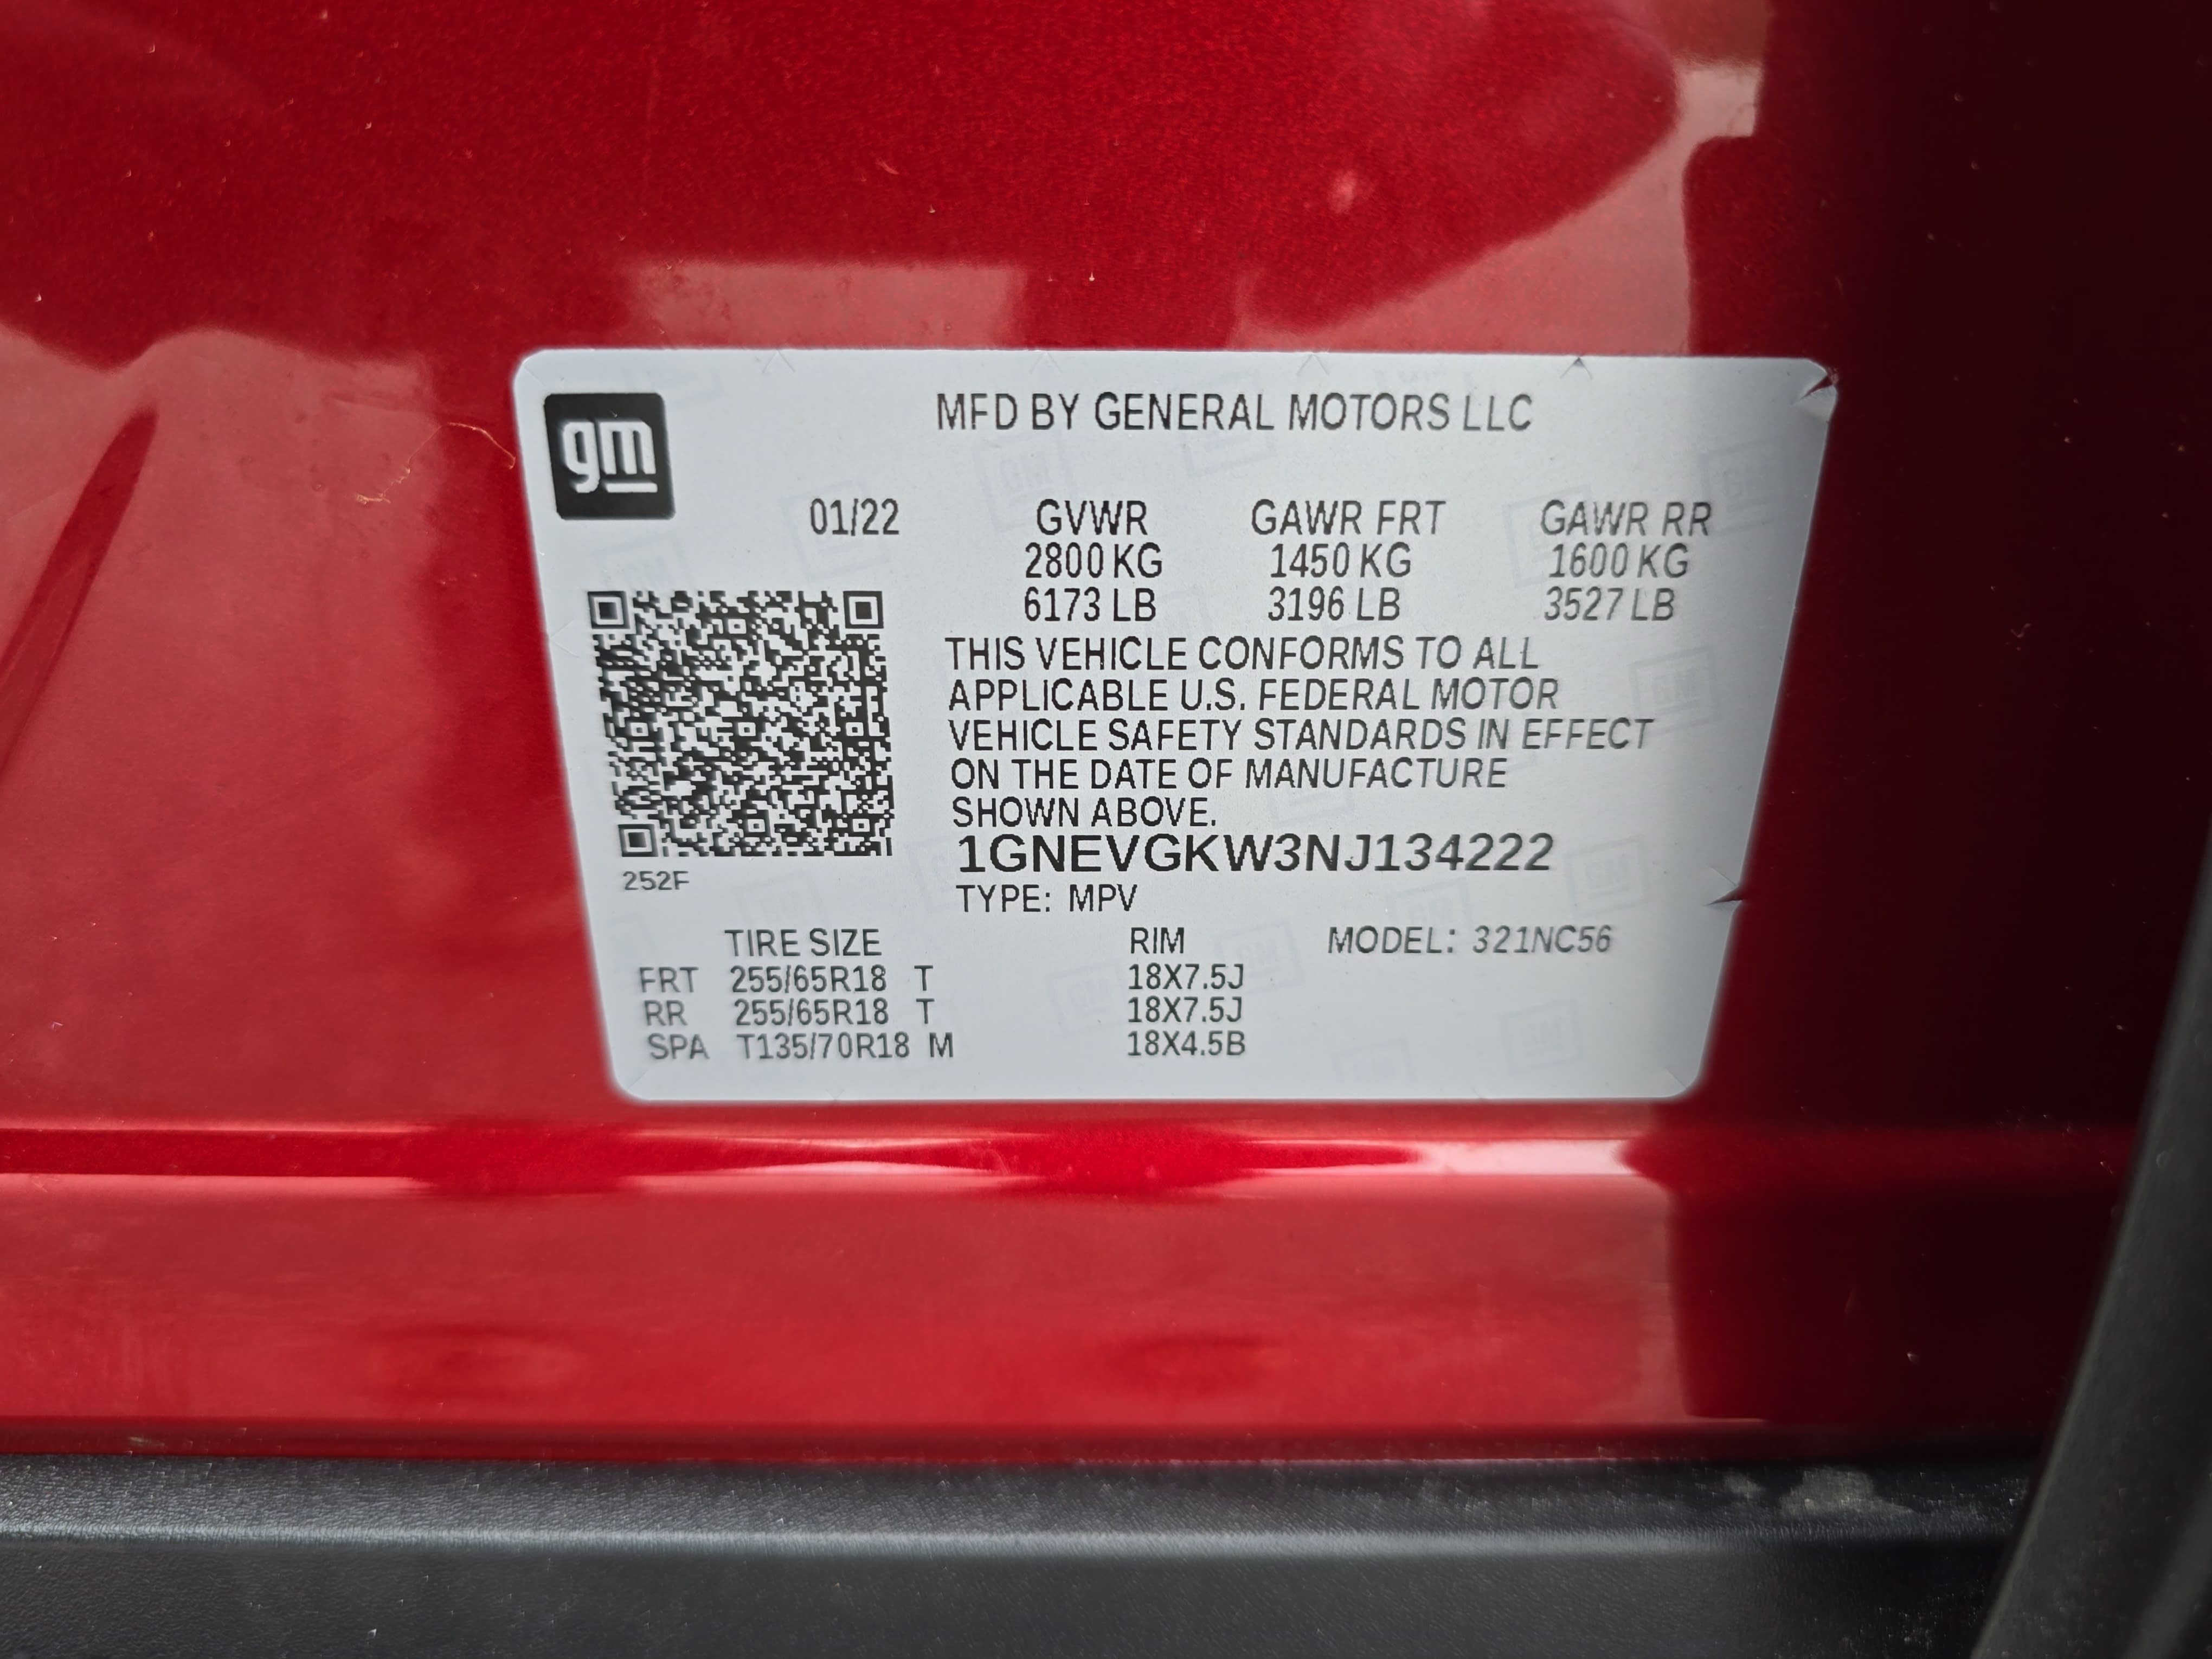 gm
MFD BY GENERAL MOTORS LLC
01/22 GVWR GAWR FRT GAWR RR
2800 KG 1450 KG 1600 KG
6173 LB 3196 LB 3527 LB
THIS VEHICLE CONFORMS TO ALL
APPLICABLE U.S. FEDERAL MOTOR
VEHICLE SAFETY STANDARDS IN EFFECT
ON THE DATE OF MANUFACTURE
SHOWN ABOVE.
1GNEVGKW3NJ134222
252F
TYPE: MPV
TIRE SIZE RIM MODEL: 321NC56
FRT 255/65R18 T 18X7.5J
RR 255/65R18 T 18X7.5J
SPA T135/70R18 M 18X4.5B